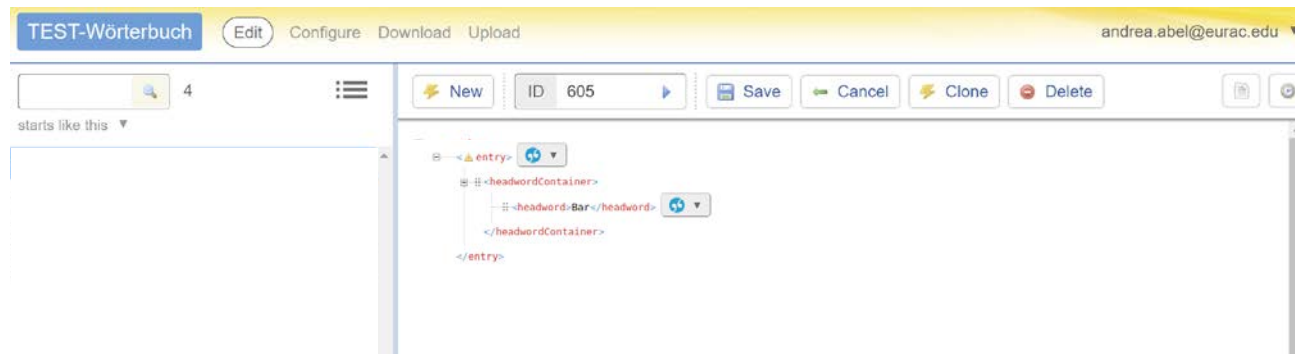 TEST-Wörterbuch Edit Configure Download Upload andrea.abel@eurac.edu ▼
4 New ID 605 Save Cancel Clone Delete
starts like this ▼
<entry>
<headwordContainer>
<headword>Bar</headword>
</headwordContainer>
</entry>